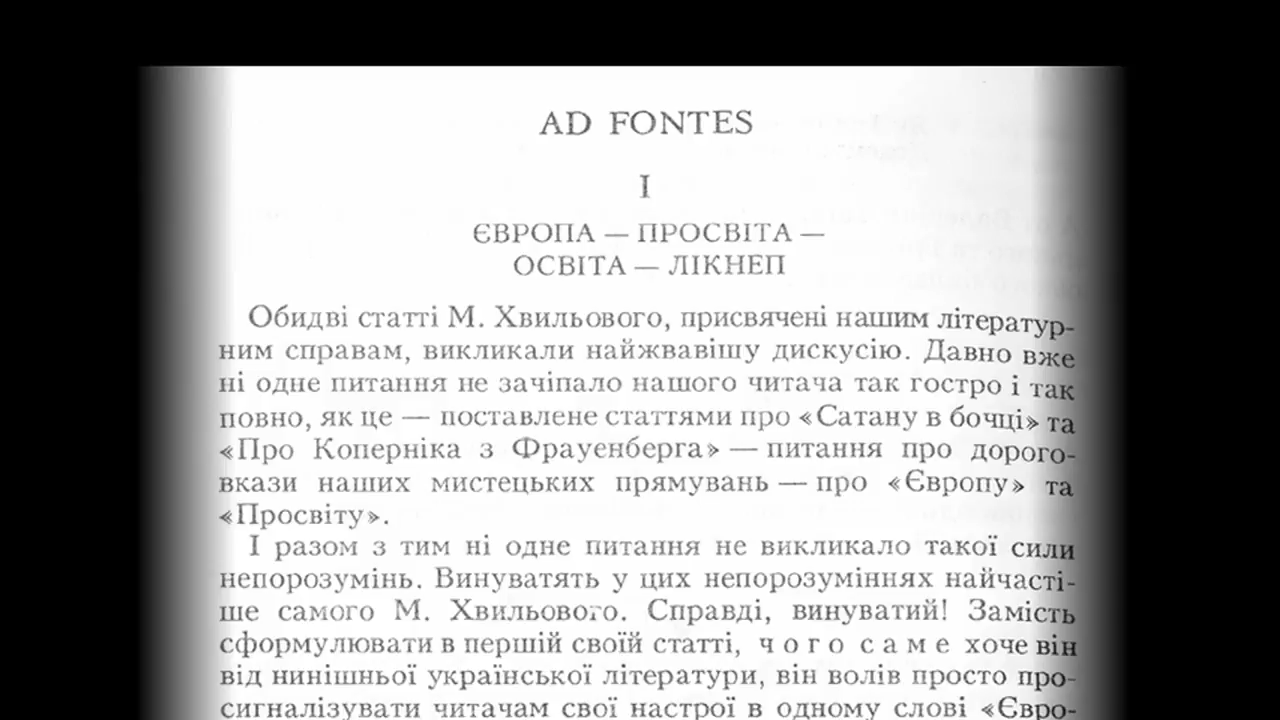 AD FONTES
I
ЄВРОПА — ПРОСВІТА —
ОСВІТА — ЛІКНЕП
Обидві статті М. Хвильового, присвячені нашим літератур-
ним справам, викликали найжвавішу дискусію. Давно вже
ні одне питання не зачіпало нашого читача так гостро і так
повно, як це — поставлене статтями про «Сатану в бочці» та
«Про Коперніка з Фрауенберга» — питання про дорого-
вкази наших мистецьких прямувань — про «Європу» та
«Просвіту».
І разом з тим ні одне питання не викликало такої сили
непорозумінь. Винуватять у цих непорозуміннях найчасті-
ше самого М. Хвильового. Справді, винуватий! Замість
сформулювати в першій своїй статті, ч о г о с а м е хоче він
від нинішньої української літератури, він волів просто про-
сигналізувати читачам свої настрої в одному слові «Євро-